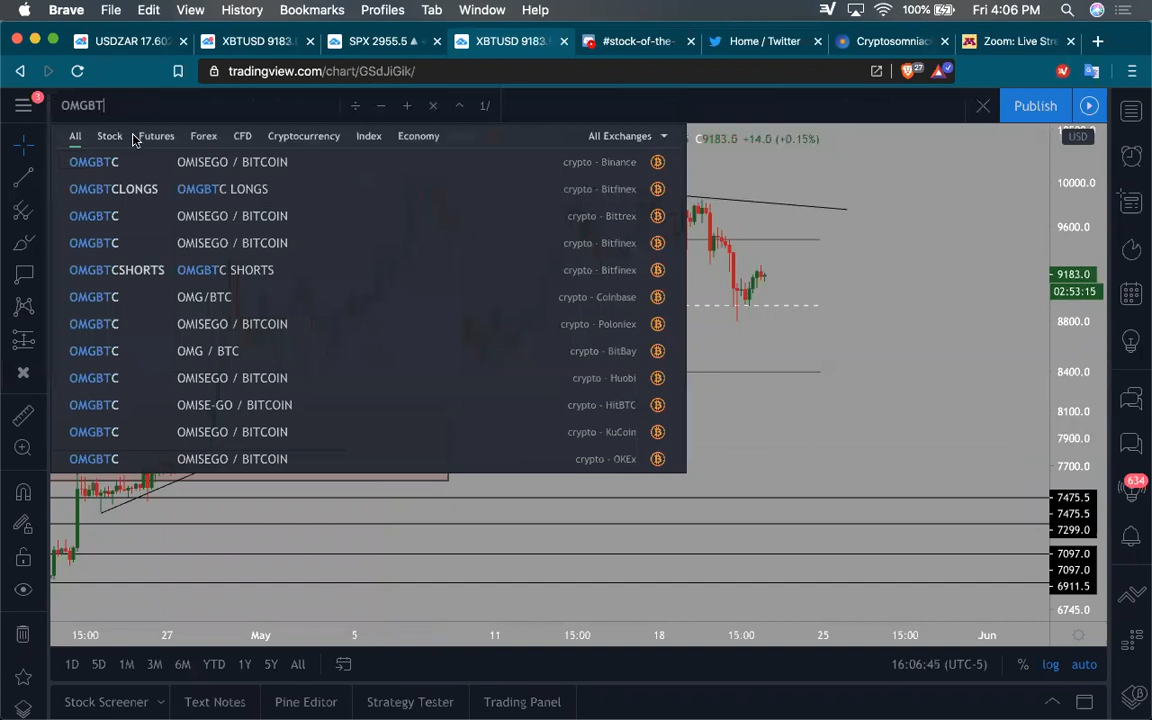 Brave File Edit View History Bookmarks Profiles Tab Window Help 100% Fri 4:06 PM
USDZAR 17.602 XBTUSD 9183. SPX 2955.5 ▲ XBTUSD 9183. #stock-of-the- Home / Twitter Cryptosomniac Zoom: Live Stre
tradingview.com/chart/GSdJiGik/ 27
3 OMGBT 1/ Publish
All Stock Futures Forex CFD Cryptocurrency Index Economy All Exchanges C9183.0 +14.0 (+0.15%) USD
OMGBTC OMISEGO / BITCOIN crypto - Binance
OMGBTCLONGS OMGBTC LONGS crypto - Bitfinex
OMGBTC OMISEGO / BITCOIN crypto - Bittrex
OMGBTC OMISEGO / BITCOIN crypto - Bitfinex
OMGBTCSHORTS OMGBTC SHORTS crypto - Bitfinex
OMGBTC OMG/BTC crypto - Coinbase
OMGBTC OMISEGO / BITCOIN crypto - Poloniex
OMGBTC OMG / BTC crypto - BitBay
OMGBTC OMISEGO / BITCOIN crypto - Huobi
OMGBTC OMISE-GO / BITCOIN crypto - HitBTC
OMGBTC OMISEGO / BITCOIN crypto - KuCoin
OMGBTC OMISEGO / BITCOIN crypto - OKEx
10000.0
9600.0
9183.0
02:53:15
8800.0
8400.0
8100.0
7900.0
7700.0
634
7475.5
7475.5
7299.0
7097.0
7097.0
6911.5
6745.0
15:00 27 May 5 11 15:00 18 15:00 25 15:00 Jun
1D 5D 1M 3M 6M YTD 1Y 5Y All 16:06:45 (UTC-5) % log auto
Stock Screener Text Notes Pine Editor Strategy Tester Trading Panel